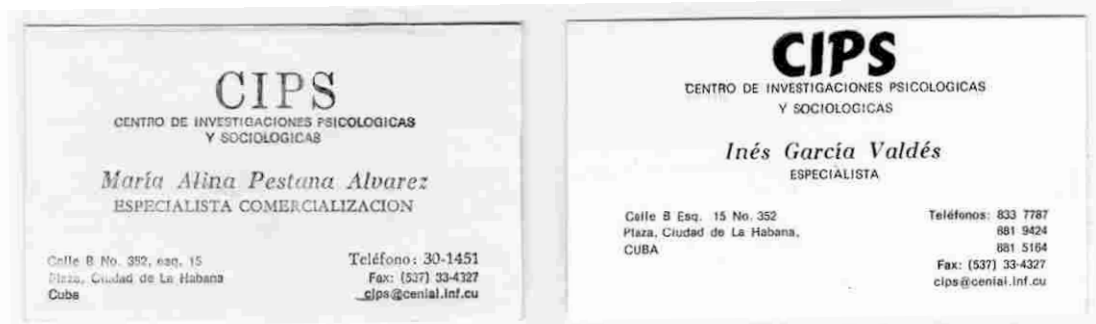 CIPS
CENTRO DE INVESTIGACIONES PSICOLOGICAS
Y SOCIOLOGICAS
María Alina Pestana Alvarez
ESPECIALISTA COMERCIALIZACION
Calle B No. 352, esq. 15
Plaza, Ciudad de La Habana
Cuba
Teléfono: 30-1451
Fax: (537) 33-4327
cips@cenial.inf.cu
CIPS
CENTRO DE INVESTIGACIONES PSICOLOGICAS
Y SOCIOLOGICAS
Inés García Valdés
ESPECIALISTA
Calle B Esq. 15 No. 352
Plaza, Ciudad de La Habana,
CUBA
Teléfonos: 833 7787
881 9424
881 5164
Fax: (537) 33-4327
cips@cenial.inf.cu